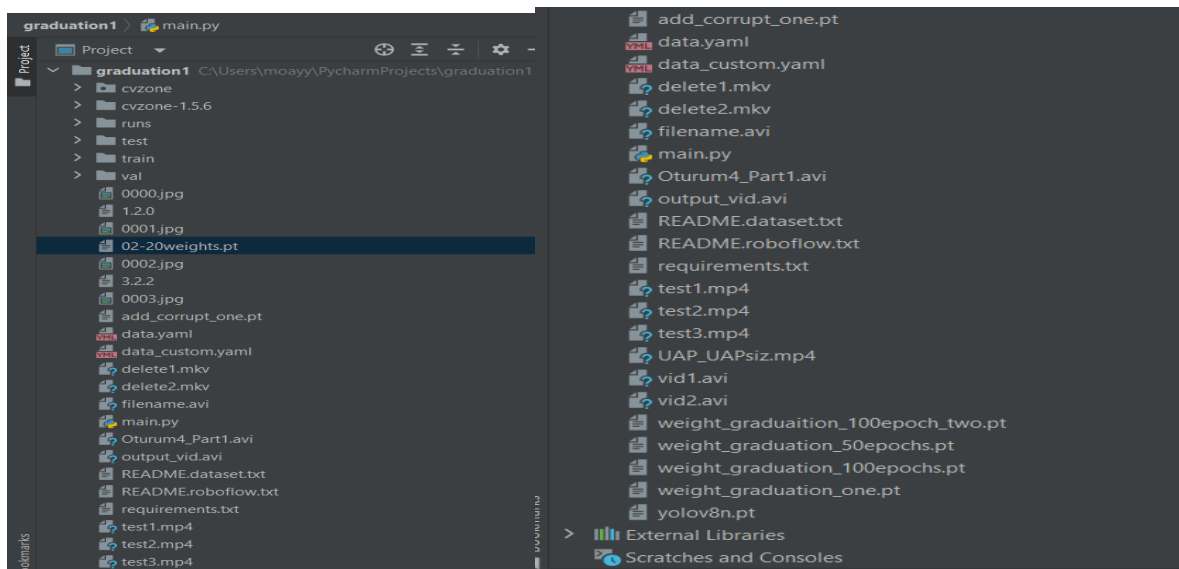 graduation1 > main.py
Project
Project
graduation1 C:\Users\moayy\PycharmProjects\graduation1
cvzone
cvzone-1.5.6
runs
test
train
val
0000.jpg
1.2.0
0001.jpg
02-20weights.pt
0002.jpg
3.2.2
0003.jpg
add_corrupt_one.pt
data.yaml
data_custom.yaml
delete1.mkv
delete2.mkv
filename.avi
main.py
Oturum4_Part1.avi
output_vid.avi
README.dataset.txt
README.roboflow.txt
requirements.txt
test1.mp4
test2.mp4
test3.mp4
add_corrupt_one.pt
data.yaml
data_custom.yaml
delete1.mkv
delete2.mkv
filename.avi
main.py
Oturum4_Part1.avi
output_vid.avi
README.dataset.txt
README.roboflow.txt
requirements.txt
test1.mp4
test2.mp4
test3.mp4
UAP_UAPsiz.mp4
vid1.avi
vid2.avi
weight_graduaition_100epoch_two.pt
weight_graduation_50epochs.pt
weight_graduation_100epochs.pt
weight_graduation_one.pt
yolov8n.pt
External Libraries
Scratches and Consoles